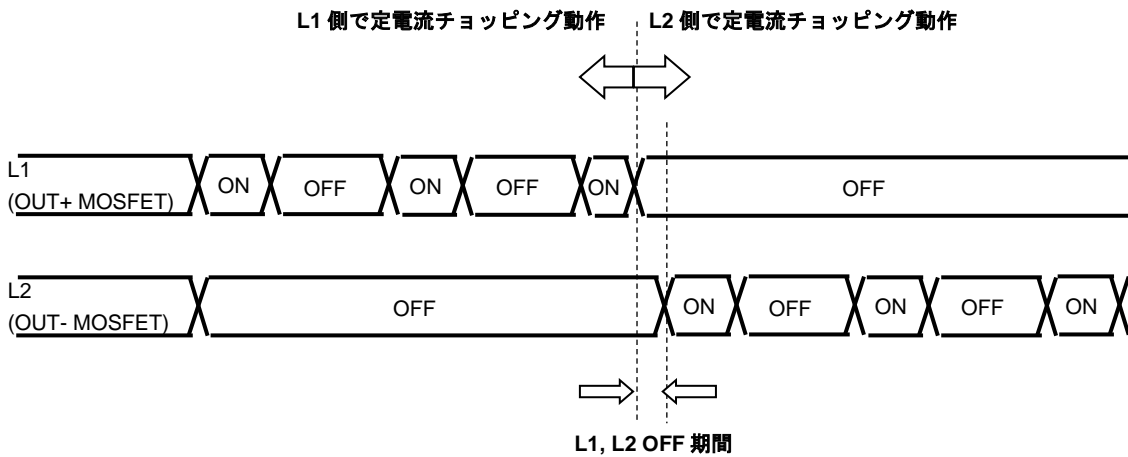 L1 側で定電流チョッピング動作 L2 側で定電流チョッピング動作
L1
(OUT+ MOSFET)
ON OFF ON OFF ON OFF
L2
(OUT- MOSFET)
OFF ON OFF ON OFF ON
L1, L2 OFF 期間